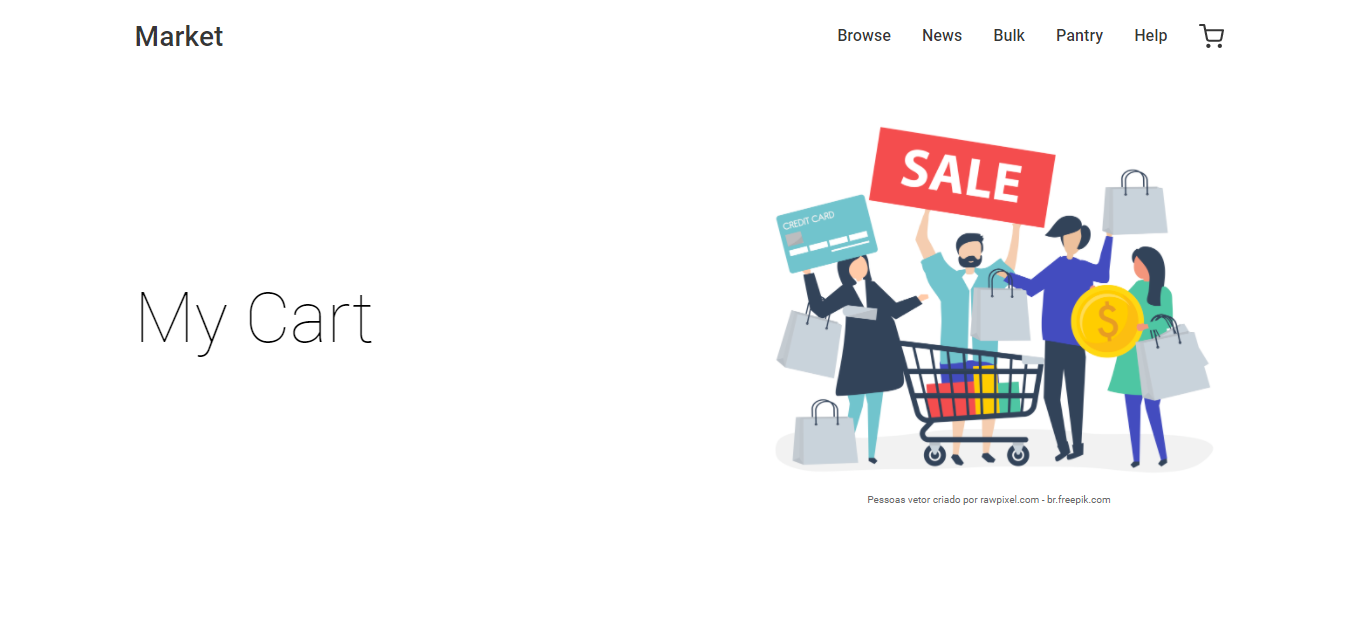 Market
Browse News Bulk Pantry Help
SALE
CREDIT CARD
$
My Cart
Pessoas vetor criado por rawpixel.com - br.freepik.com